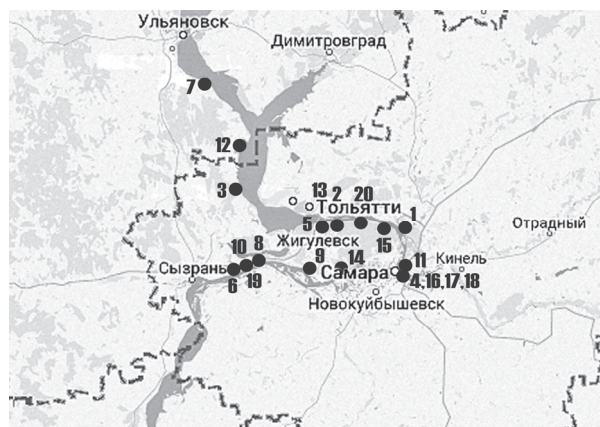 Ульяновск
Димитровград
7
12
3
13 2 20
Тольятти
1
5
15
Жигулевск
Отрадный
10 8
9
14
11
Кинель
Сызрань
Самара
6 19
4,16,17,18
Новокуйбышевск